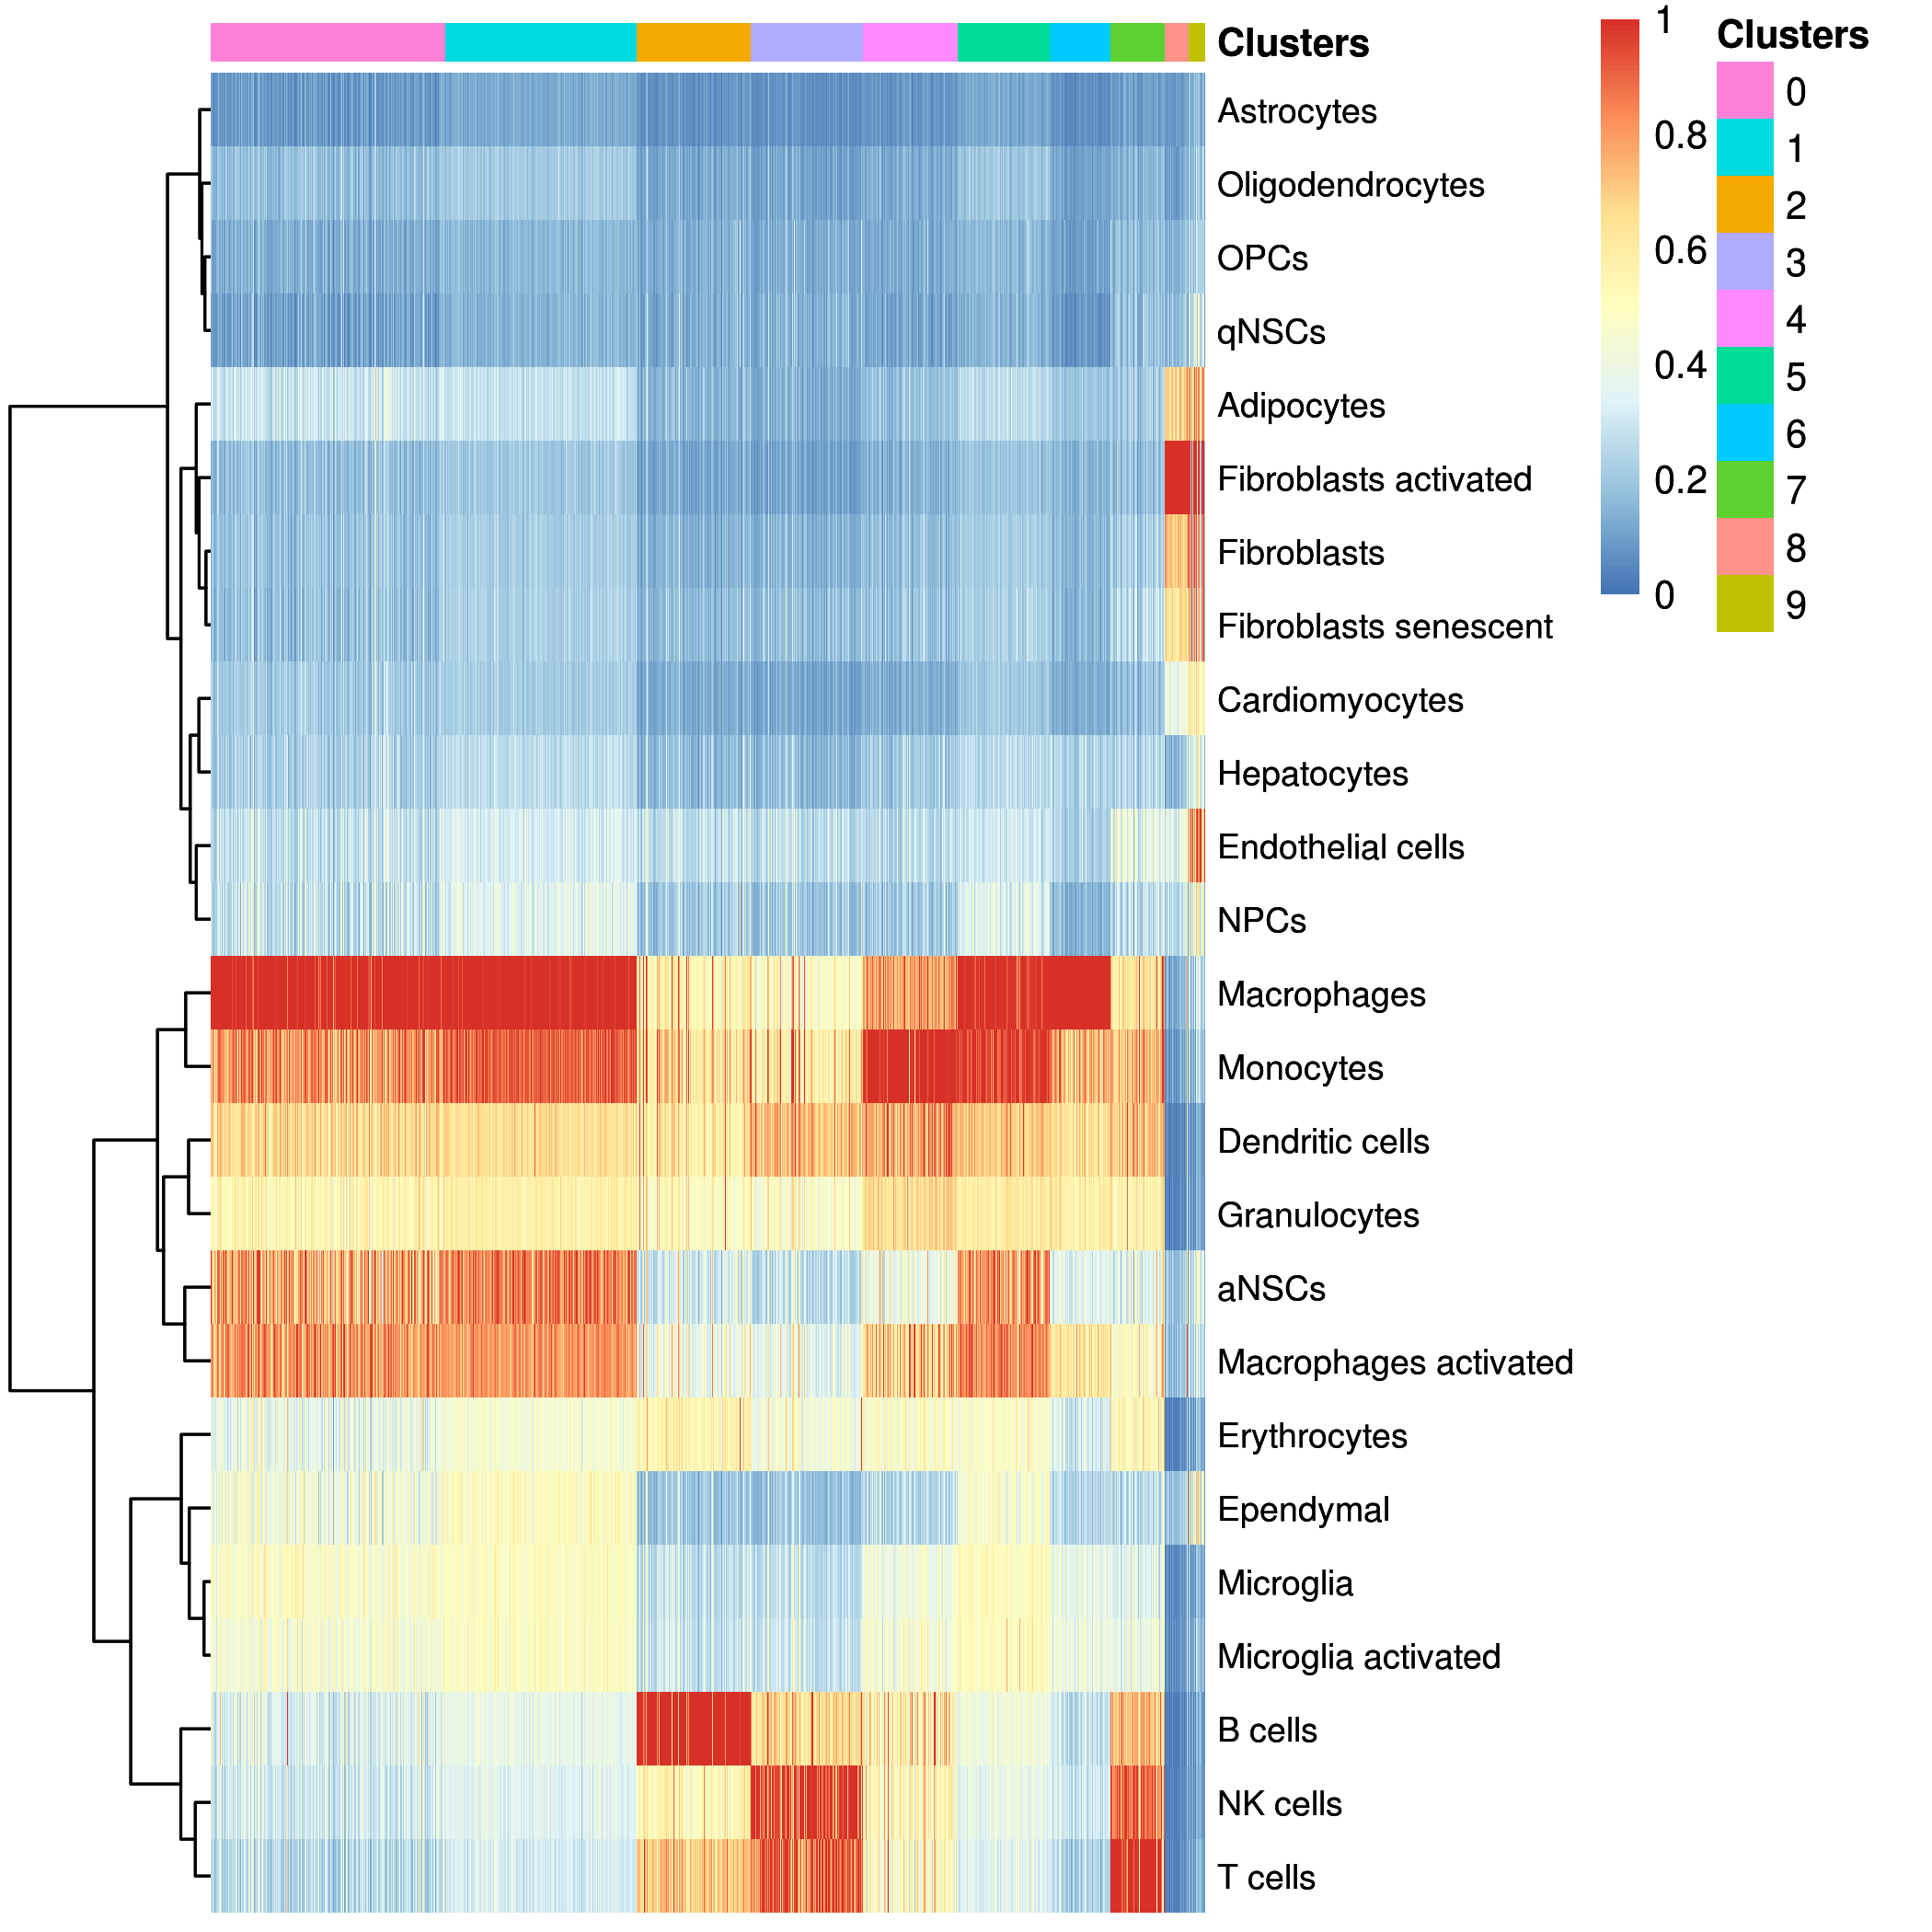 Clusters
Astrocytes
Oligodendrocytes
OPCs
qNSCs
Adipocytes
Fibroblasts activated
Fibroblasts
Fibroblasts senescent
Cardiomyocytes
Hepatocytes
Endothelial cells
NPCs
Macrophages
Monocytes
Dendritic cells
Granulocytes
aNSCs
Macrophages activated
Erythrocytes
Ependymal
Microglia
Microglia activated
B cells
NK cells
T cells
1
0.8
0.6
0.4
0.2
0
Clusters
0
1
2
3
4
5
6
7
8
9